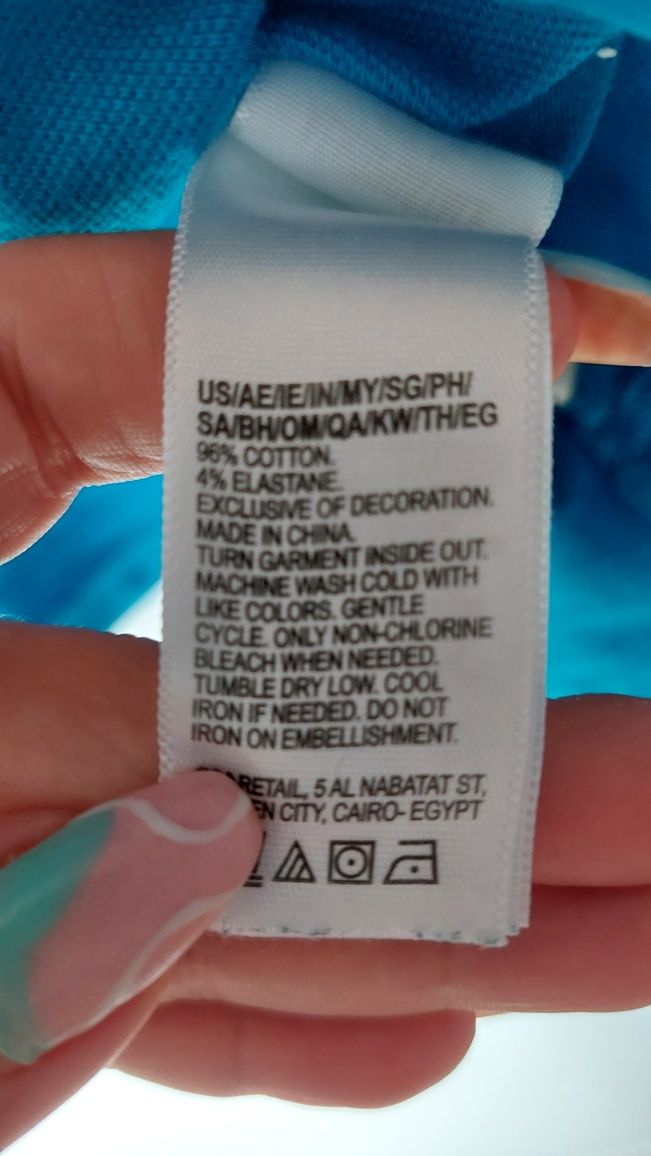 US/AE/IE/IN/MY/SG/PH/
SA/BH/OM/QA/KW/TH/EG
96% COTTON.
4% ELASTANE.
EXCLUSIVE OF DECORATION.
MADE IN CHINA.
TURN GARMENT INSIDE OUT.
MACHINE WASH COLD WITH
LIKE COLORS. GENTLE
CYCLE. ONLY NON-CHLORINE
BLEACH WHEN NEEDED.
TUMBLE DRY LOW. COOL
IRON IF NEEDED. DO NOT
IRON ON EMBELLISHMENT.
RETAIL, 5 AL NABATAT ST,
CITY, CAIRO- EGYPT